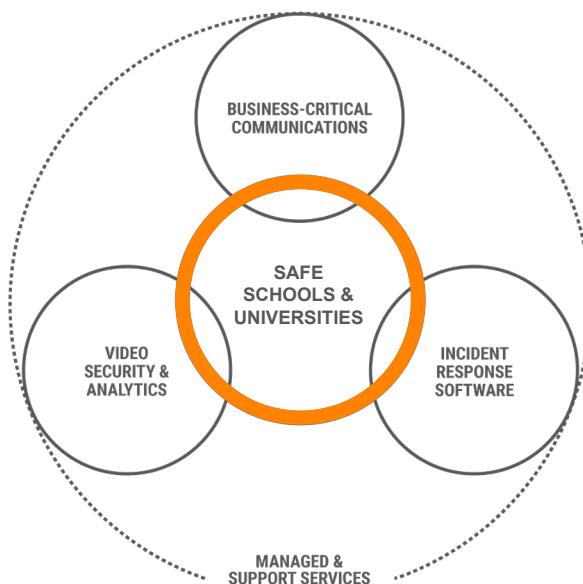 BUSINESS-CRITICAL
COMMUNICATIONS
SAFE
SCHOOLS &
UNIVERSITIES
VIDEO
SECURITY &
ANALYTICS
INCIDENT
RESPONSE
SOFTWARE
MANAGED &
SUPPORT SERVICES